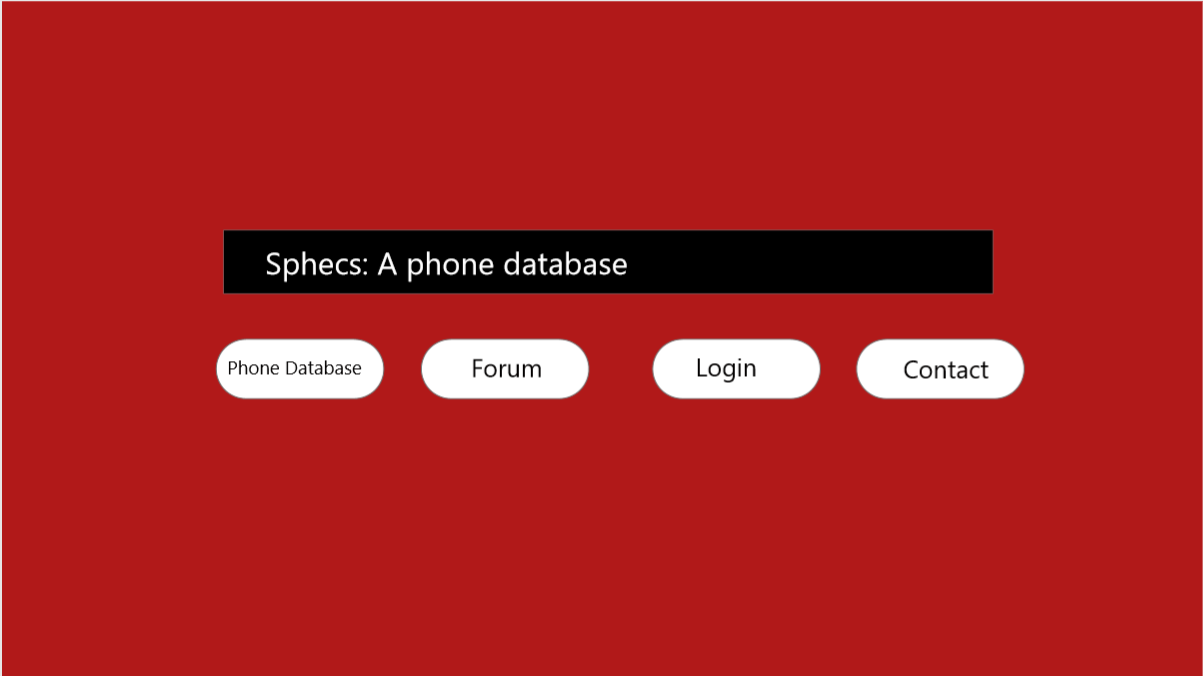 Sphecs: A phone database
Phone Database
Forum
Login
Contact